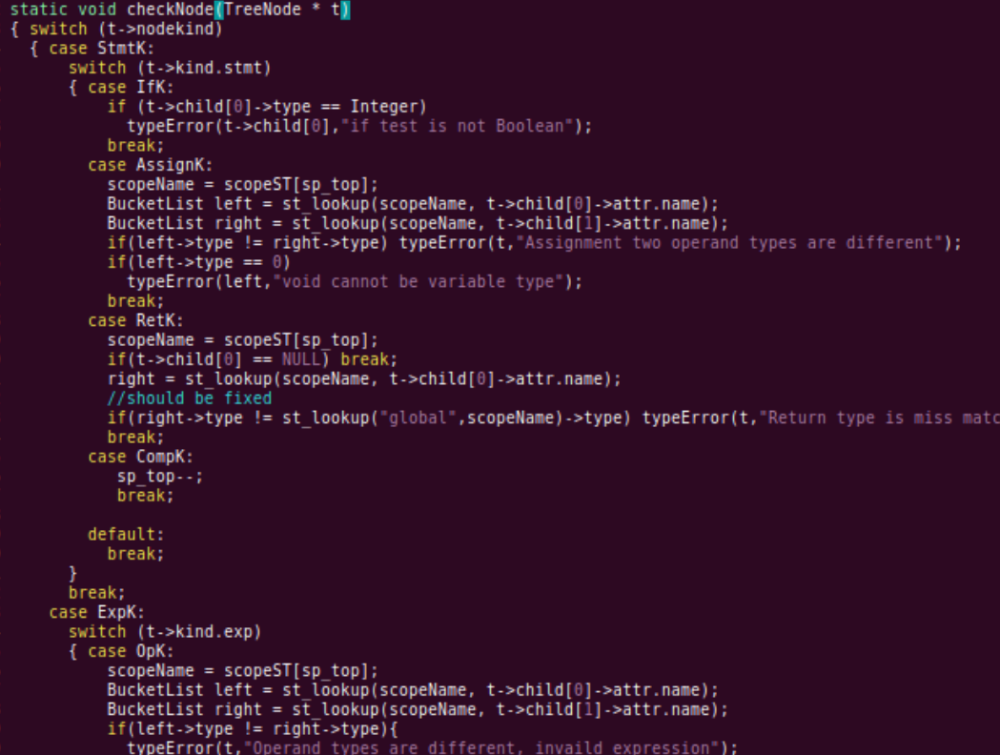 static void checkNode(TreeNode * t)
{ switch (t->nodekind)
  { case StmtK:
      switch (t->kind.stmt)
      { case IfK:
          if (t->child[0]->type == Integer)
            typeError(t->child[0],"if test is not Boolean");
          break;
        case AssignK:
          scopeName = scopeST[sp_top];
          BucketList left = st_lookup(scopeName, t->child[0]->attr.name);
          BucketList right = st_lookup(scopeName, t->child[1]->attr.name);
          if(left->type != right->type) typeError(t,"Assignment two operand types are different");
          if(left->type == 0)
            typeError(left,"void cannot be variable type");
          break;
        case RetK:
          scopeName = scopeST[sp_top];
          if(t->child[0] == NULL) break;
          right = st_lookup(scopeName, t->child[0]->attr.name);
          //should be fixed
          if(right->type != st_lookup("global",scopeName)->type) typeError(t,"Return type is miss matc
          break;
        case CompK:
           sp_top--;
           break;

        default:
          break;
      }
      break;
    case ExpK:
      switch (t->kind.exp)
      { case OpK:
          scopeName = scopeST[sp_top];
          BucketList left = st_lookup(scopeName, t->child[0]->attr.name);
          BucketList right = st_lookup(scopeName, t->child[1]->attr.name);
          if(left->type != right->type){
            typeError(t,"Operand types are different, invaild expression");